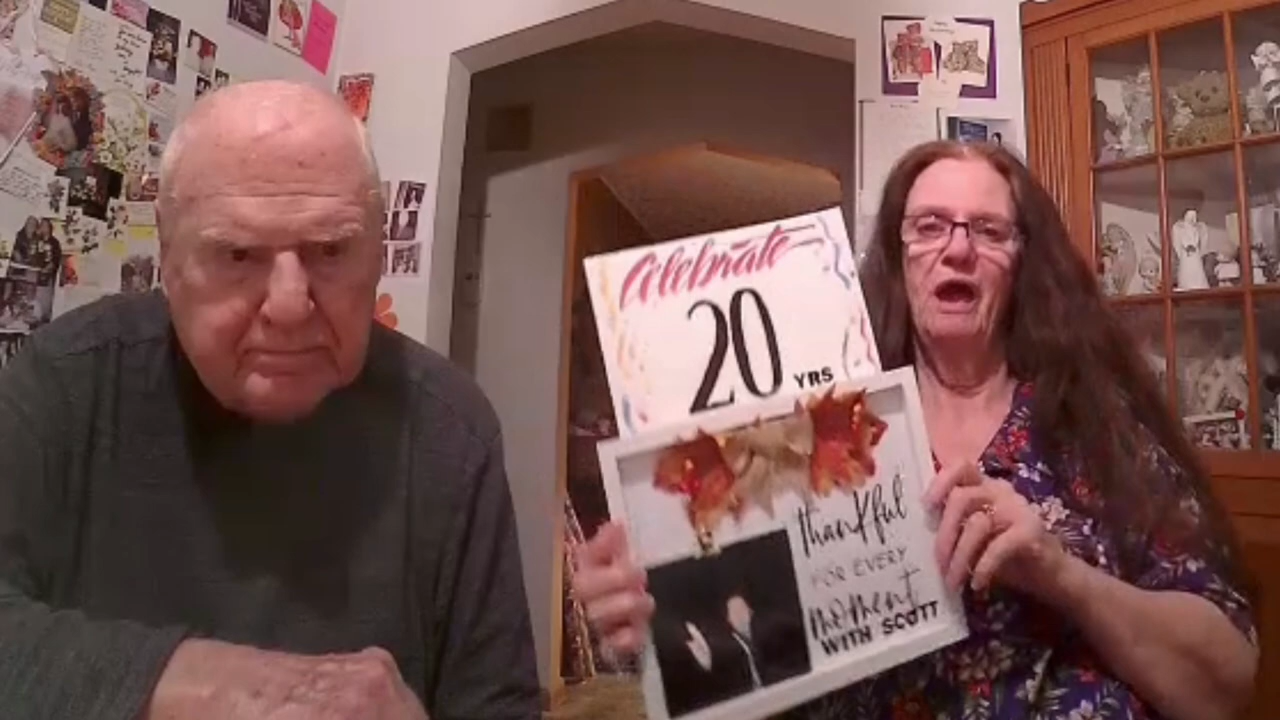 Celebrate
20 YRS
thankful
FOR EVERY
moment
WITH SCOTT